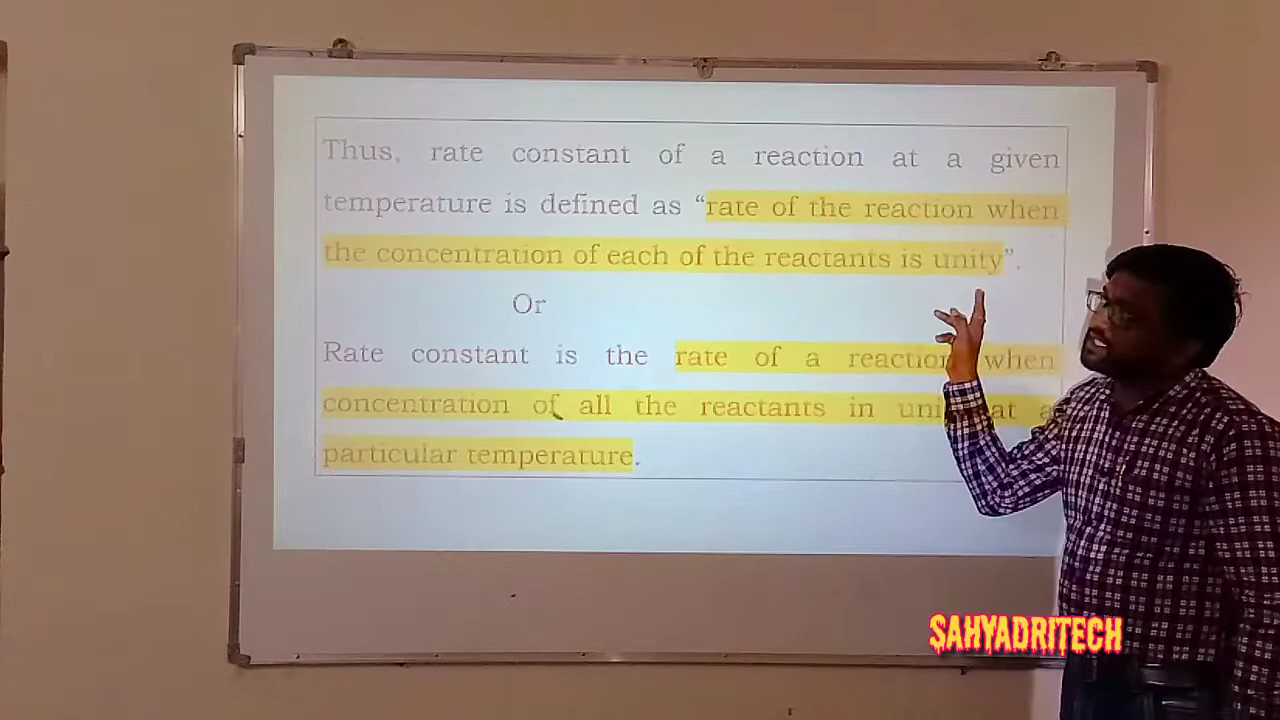 Thus, rate constant of a reaction at a given
temperature is defined as “rate of the reaction when
the concentration of each of the reactants is unity”.
Or
Rate constant is the rate of a reaction when
concentration of all the reactants in at a
particular temperature.
SAHYADRITECH